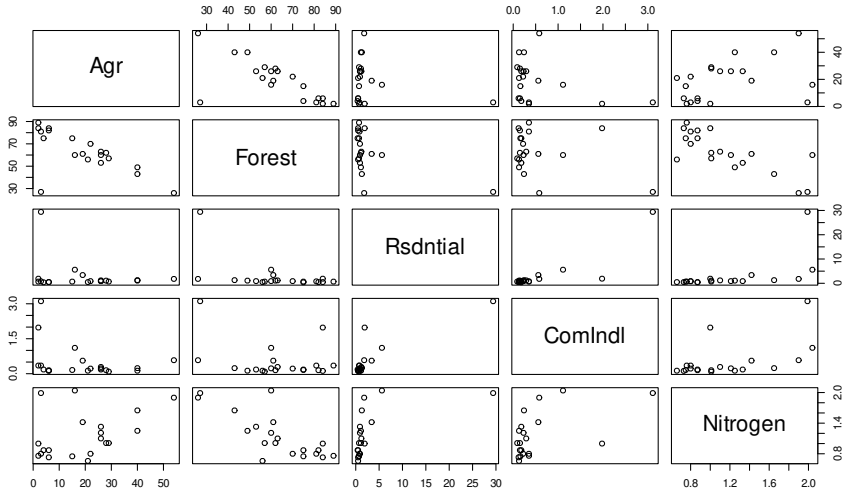 30 40 50 60 70 80 90
0.0 1.0 2.0 3.0
Agr
0 20 40
30 50 70 90
Forest
Rsdntial
0 10 20 30
0.0 1.5 3.0
ComIndl
Nitrogen
0.8 1.2 1.6 2.0
0 10 20 30 40 50
0 5 10 15 20 25 30
0.8 1.2 1.6 2.0